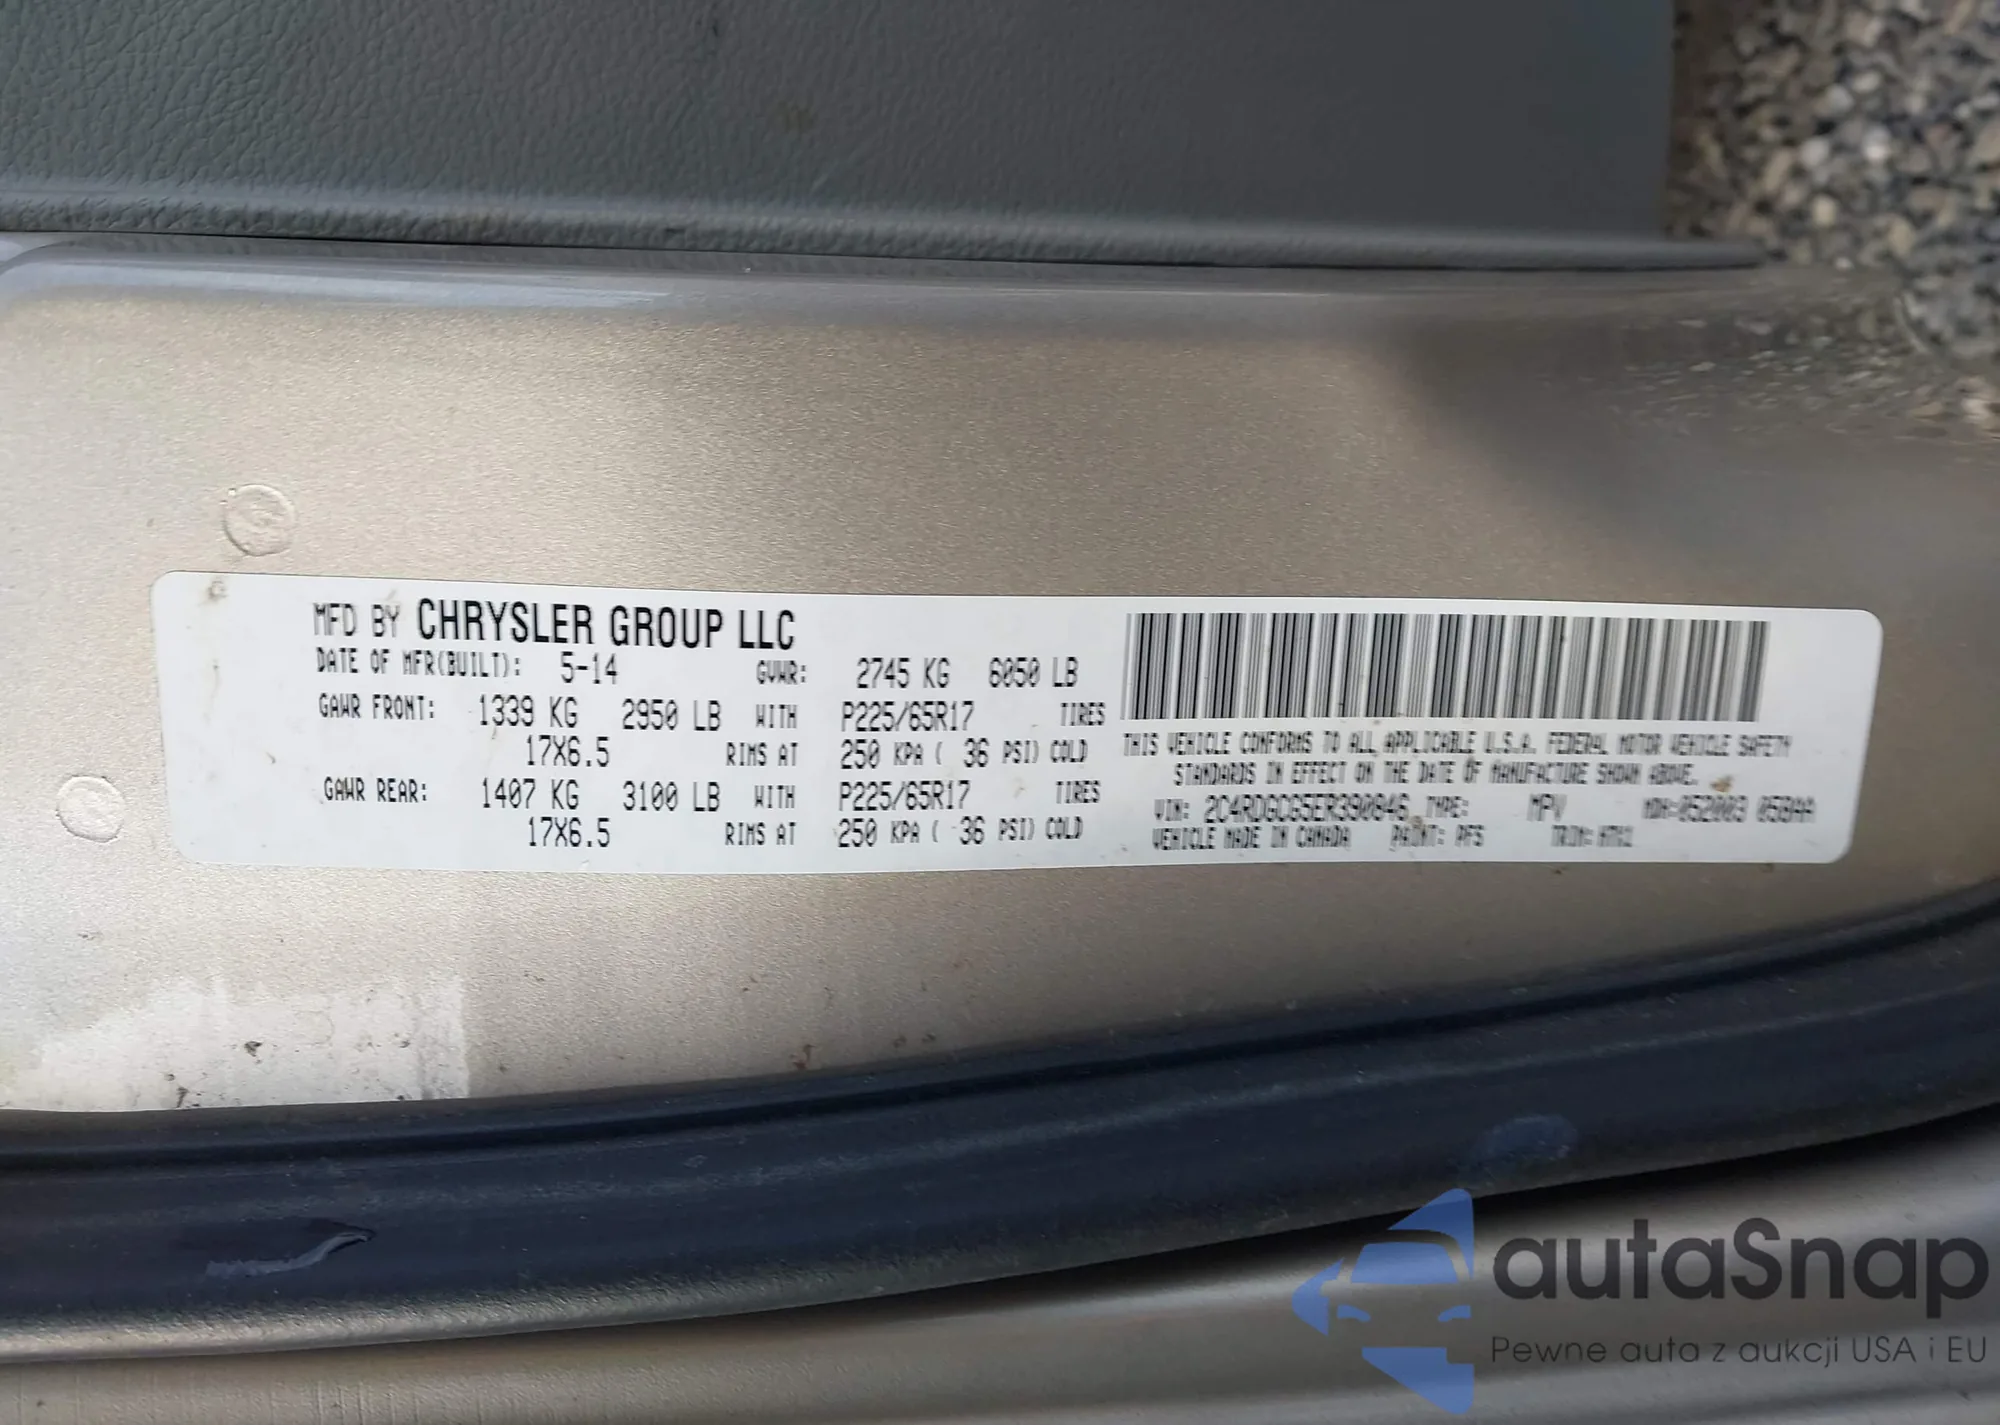 MFD BY CHRYSLER GROUP LLC
DATE OF MFR(BUILT): 5-14 GVWR: 2745 KG 6050 LB
GAWR FRONT: 1339 KG 2950 LB WITH P225/65R17 TIRES
17X6.5 RIMS AT 250 KPA ( 36 PSI) COLD
GAWR REAR: 1407 KG 3100 LB WITH P225/65R17 TIRES
17X6.5 RIMS AT 250 KPA ( 36 PSI) COLD
THIS VEHICLE CONFORMS TO ALL APPLICABLE U.S.A. FEDERAL MOTOR VEHICLE SAFETY
STANDARDS IN EFFECT ON THE DATE OF MANUFACTURE SHOWN ABOVE.
VIN: TYPE: MPV MDH:
VEHICLE MADE IN CANADA PAINT: PFS TRIM:
autaSnap
Pewne auta z aukcji USA i EU